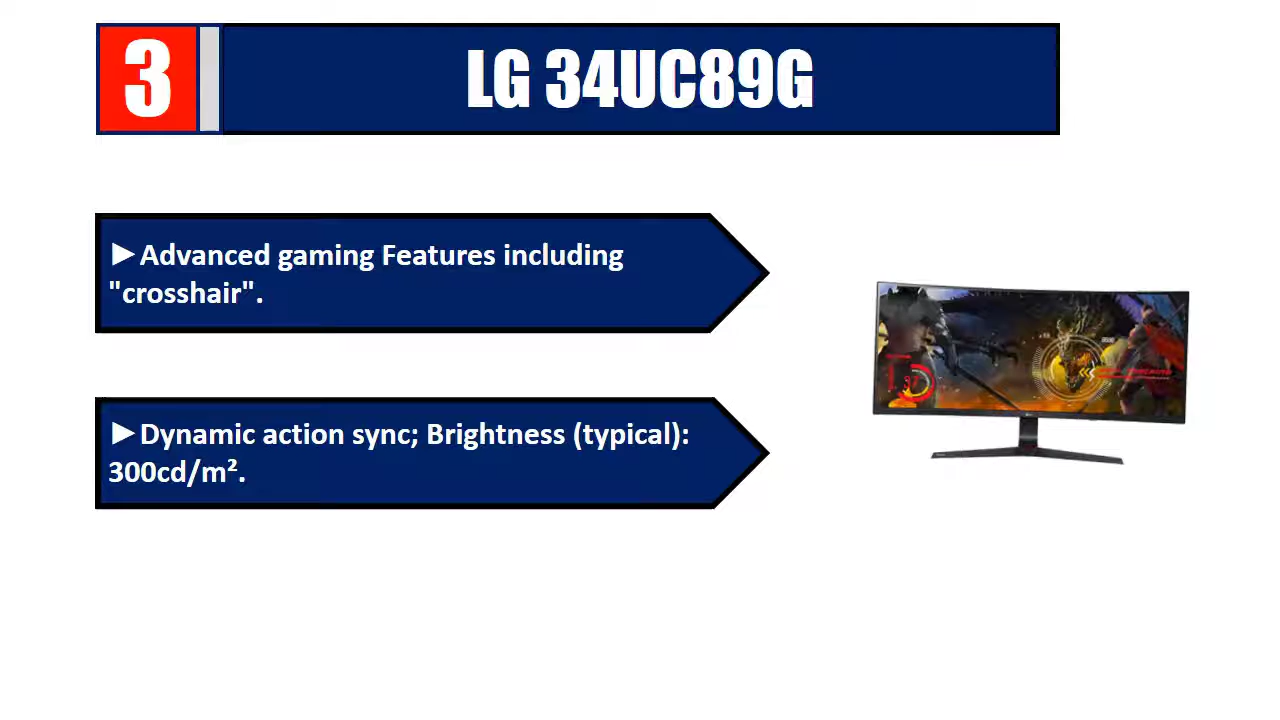 3
LG 34UC89G
►Advanced gaming Features including
"crosshair".
►Dynamic action sync; Brightness (typical):
300cd/m².